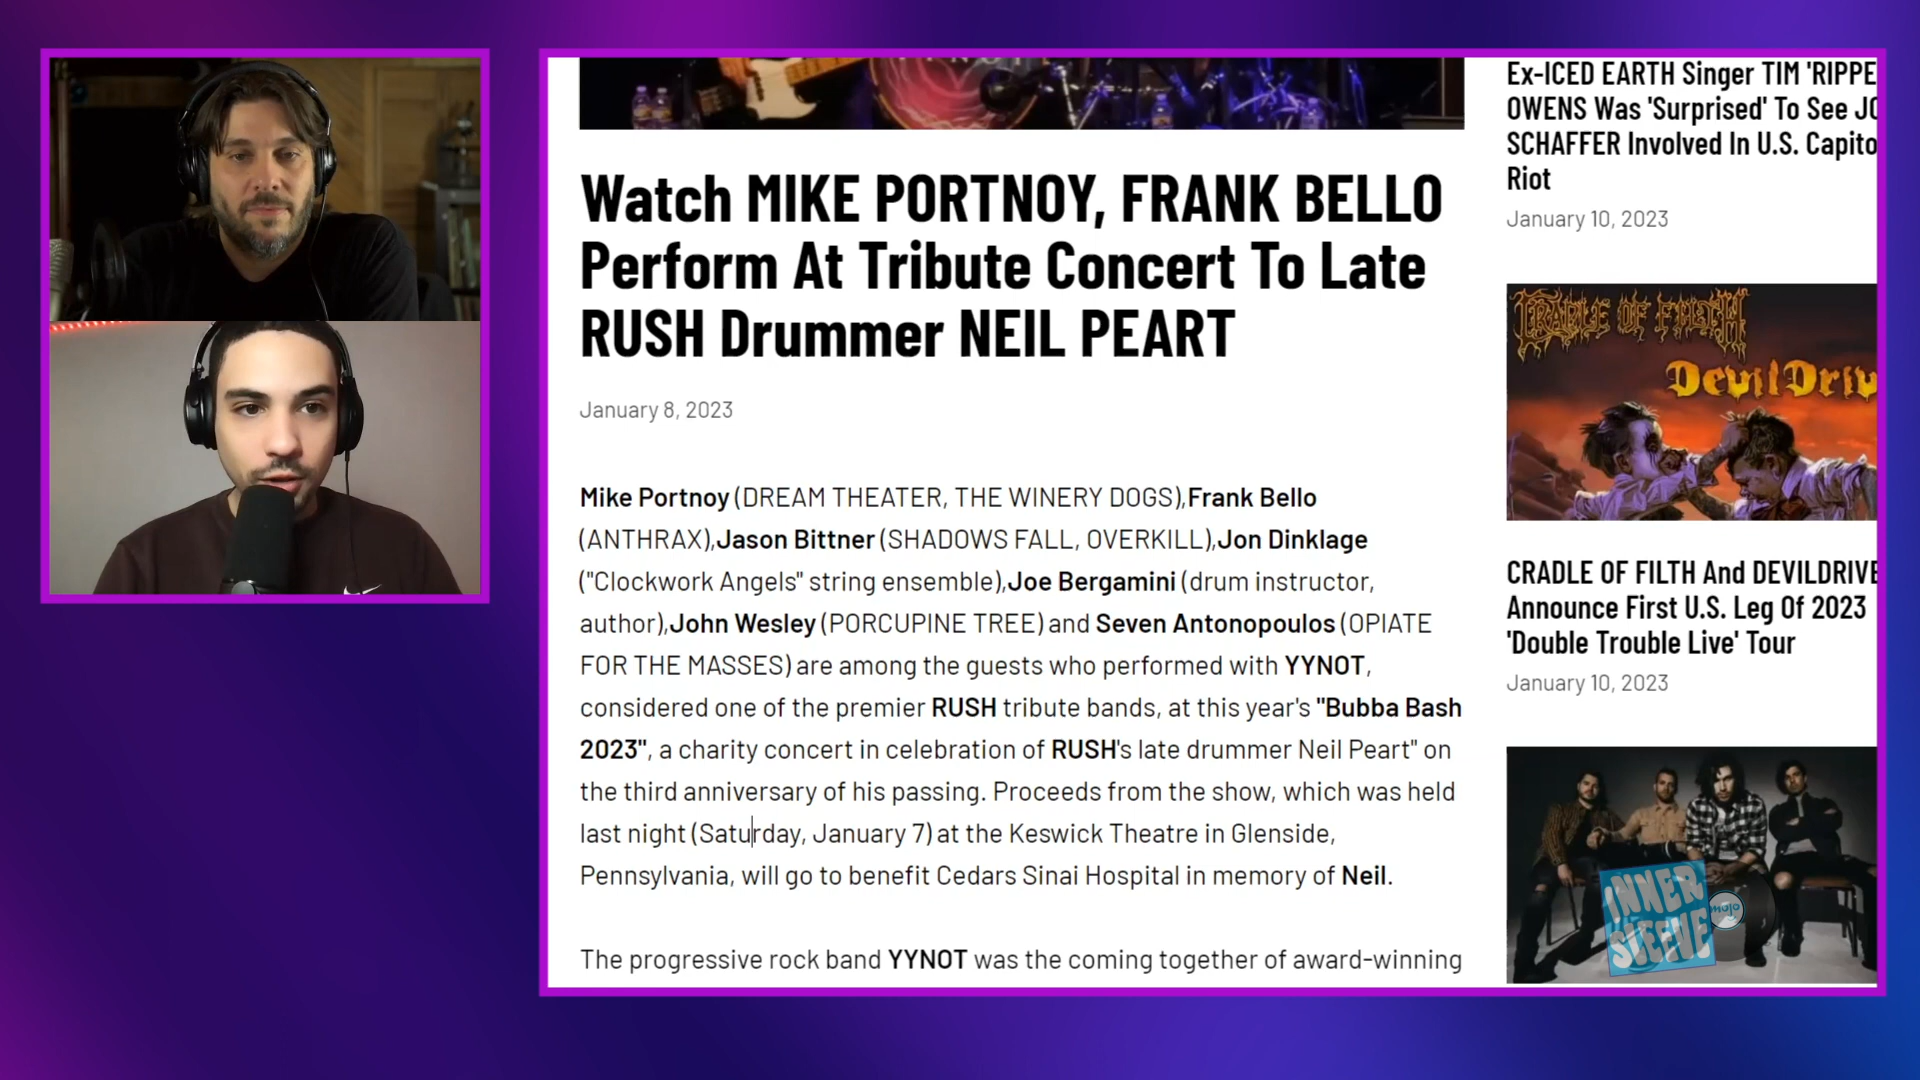 Watch MIKE PORTNOY, FRANK BELLO
Perform At Tribute Concert To Late
RUSH Drummer NEIL PEART
January 8, 2023
Mike Portnoy (DREAM THEATER, THE WINERY DOGS),Frank Bello
(ANTHRAX),Jason Bittner (SHADOWS FALL, OVERKILL),Jon Dinklage
("Clockwork Angels" string ensemble),Joe Bergamini (drum instructor,
author),John Wesley (PORCUPINE TREE) and Seven Antonopoulos (OPIATE
FOR THE MASSES) are among the guests who performed with YYNOT,
considered one of the premier RUSH tribute bands, at this year's "Bubba Bash
2023", a charity concert in celebration of RUSH's late drummer Neil Peart" on
the third anniversary of his passing. Proceeds from the show, which was held
last night (Saturday, January 7) at the Keswick Theatre in Glenside,
Pennsylvania, will go to benefit Cedars Sinai Hospital in memory of Neil.
The progressive rock band YYNOT was the coming together of award-winning
Ex-ICED EARTH Singer TIM 'RIPPE
OWENS Was 'Surprised' To See JO
SCHAFFER Involved In U.S. Capito
Riot
January 10, 2023
CRADLE OF FILTH
DevilDriv
CRADLE OF FILTH And DEVILDRIVE
Announce First U.S. Leg Of 2023
'Double Trouble Live' Tour
January 10, 2023
INNER
SLEEVE
mojo